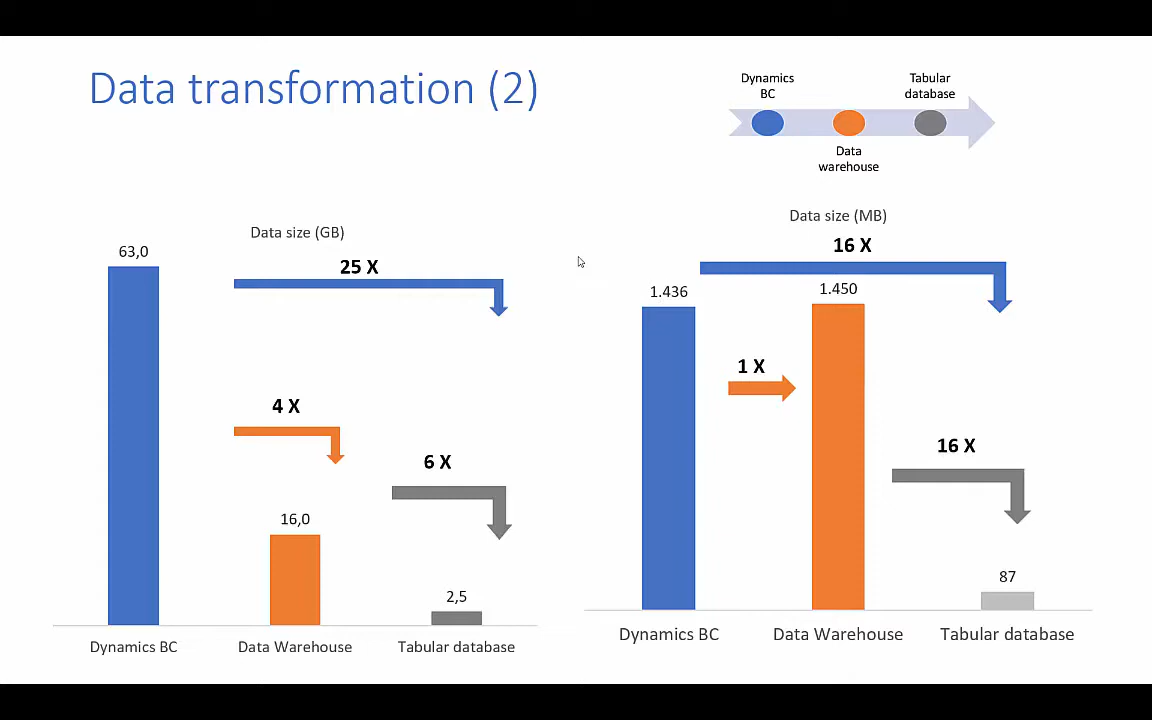 Data transformation (2)
Dynamics
BC
Tabular
database
Data
warehouse
Data size (GB)
63,0
25 X
4 X
6 X
16,0
2,5
Dynamics BC
Data Warehouse
Tabular database
Data size (MB)
16 X
1.436
1.450
1 X
16 X
87
Dynamics BC
Data Warehouse
Tabular database